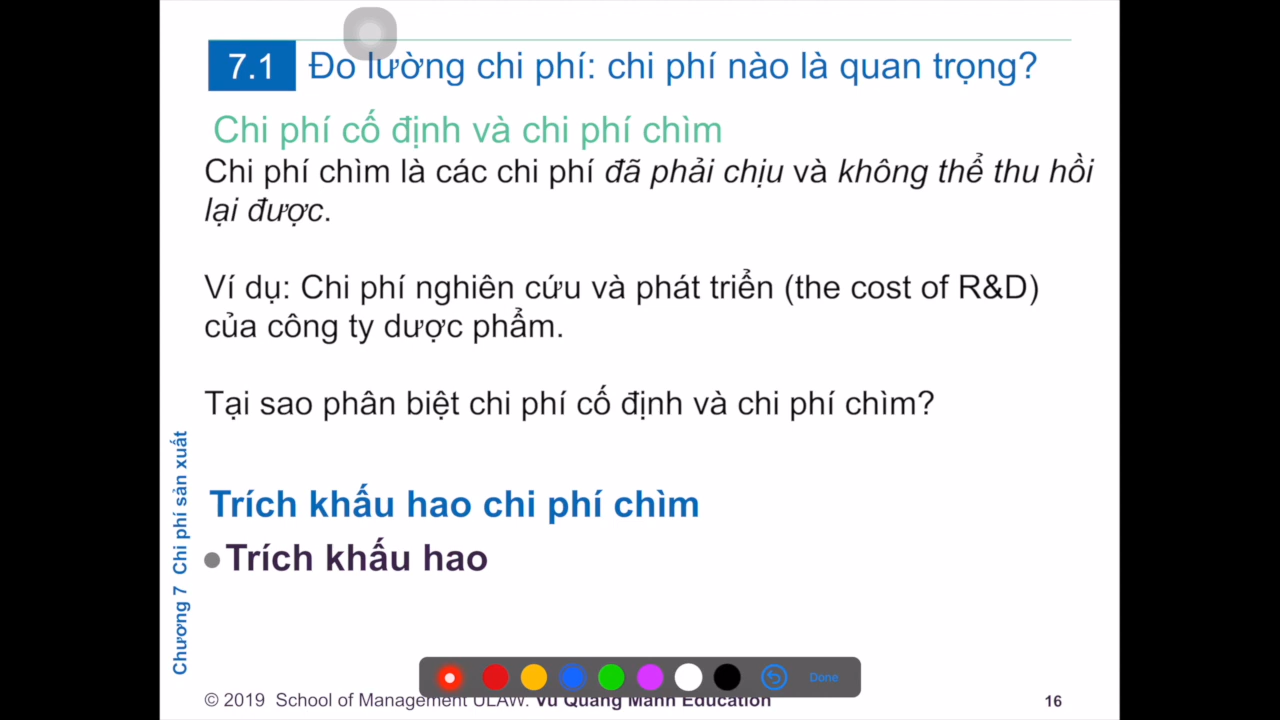 7.1 Đo lường chi phí: chi phí nào là quan trọng?
Chi phí cố định và chi phí chìm
Chi phí chìm là các chi phí đã phải chịu và không thể thu hồi
lại được.
Ví dụ: Chi phí nghiên cứu và phát triển (the cost of R&D)
của công ty dược phẩm.
Tại sao phân biệt chi phí cố định và chi phí chìm?
Trích khấu hao chi phí chìm
Trích khấu hao
Chương 7 Chi phí sản xuất
Done
© 2019 School of Management ULAW. Vu Quang Manh Education
16